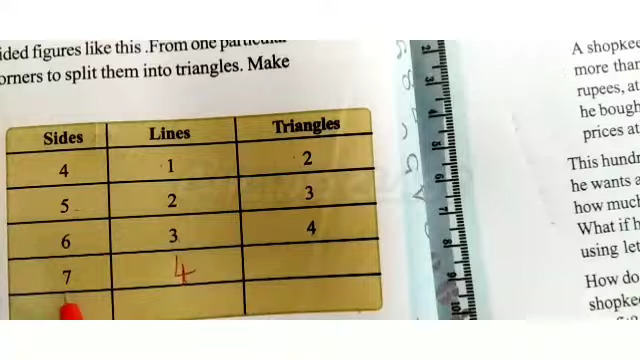 ided figures like this .From one particular
orners to split them into triangles. Make
Sides Lines Triangles
4 1 2
5 2 3
6 3 4
7 4
A shopkee
more than
rupees, at
he bough
prices at
This hundr
he wants a
how much
What if h
using let
How do
shopkee